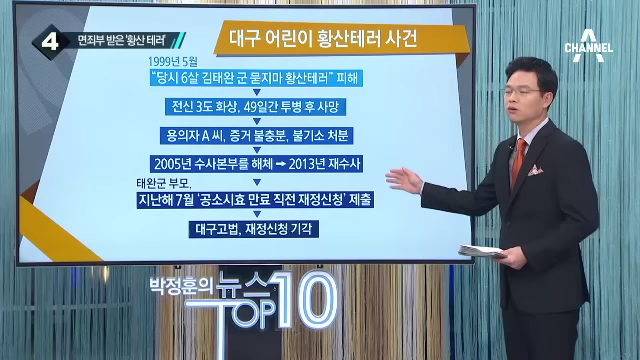 4 면죄부 받은 '황산 테러'
CHANNEL A
대구 어린이 황산테러 사건
1999년 5월
"당시 6살 김태완 군 묻지마 황산테러" 피해
전신 3도 화상, 49일간 투병 후 사망
용의자 A 씨, 증거 불충분, 불기소 처분
2005년 수사본부를 해체 → 2013년 재수사
태완군 부모,
지난해 7월 '공소시효 만료 직전 재정신청' 제출
대구고법, 재정신청 기각
박정훈의 뉴스
TOP10